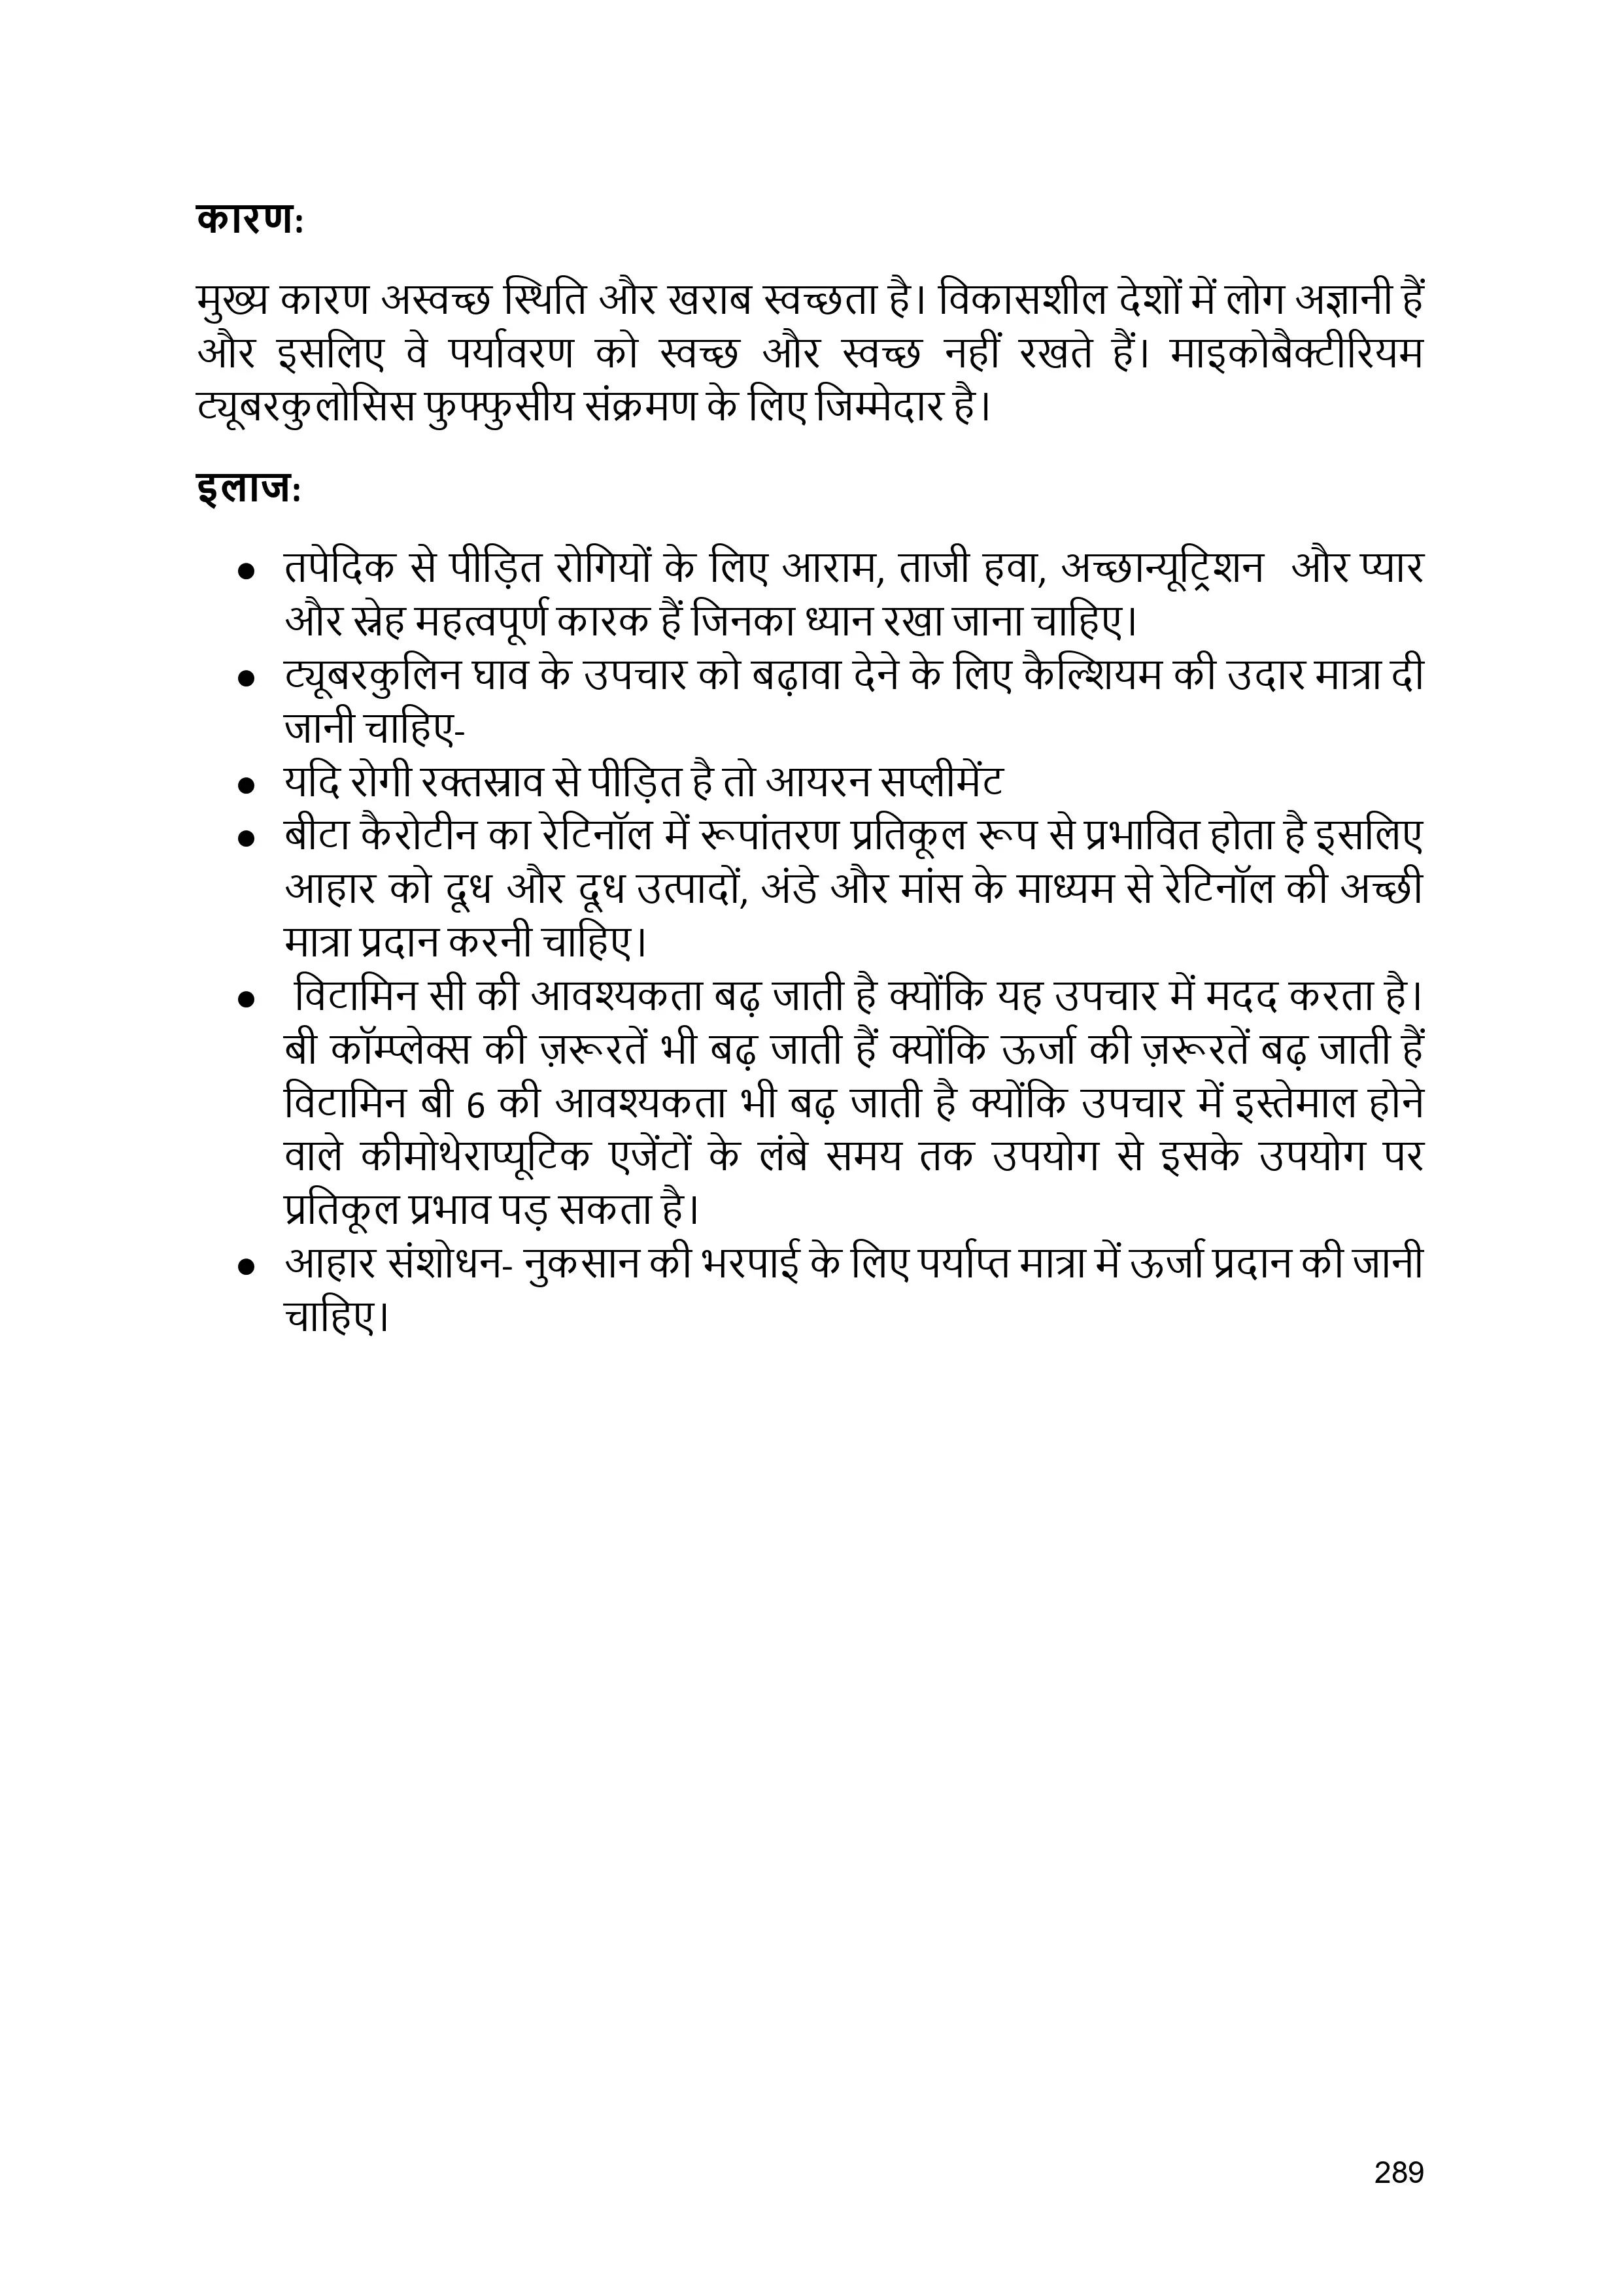 कारण:
मुख्य कारण अस्वच्छ स्थिति और खराब स्वच्छता है। विकासशील देशों में लोग अज्ञानी हैं
और इसलिए वे पर्यावरण को स्वच्छ और स्वच्छ नहीं रखते हैं। माइकोबैक्टीरियम
ट्यूबरकुलोसिस फुफ्फुसीय संक्रमण के लिए जिम्मेदार है।
इलाज:
● तपेदिक से पीड़ित रोगियों के लिए आराम, ताजी हवा, अच्छान्यूट्रिशन और प्यार
और स्नेह महत्वपूर्ण कारक हैं जिनका ध्यान रखा जाना चाहिए।
● ट्यूबरकुलिन घाव के उपचार को बढ़ावा देने के लिए कैल्शियम की उदार मात्रा दी
जानी चाहिए-
● यदि रोगी रक्तस्राव से पीड़ित है तो आयरन सप्लीमेंट
● बीटा कैरोटीन का रेटिनॉल में रूपांतरण प्रतिकूल रूप से प्रभावित होता है इसलिए
आहार को दूध और दूध उत्पादों, अंडे और मांस के माध्यम से रेटिनॉल की अच्छी
मात्रा प्रदान करनी चाहिए।
● विटामिन सी की आवश्यकता बढ़ जाती है क्योंकि यह उपचार में मदद करता है।
बी कॉम्प्लेक्स की ज़रूरतें भी बढ़ जाती हैं क्योंकि ऊर्जा की ज़रूरतें बढ़ जाती हैं
विटामिन बी 6 की आवश्यकता भी बढ़ जाती है क्योंकि उपचार में इस्तेमाल होने
वाले कीमोथेराप्यूटिक एजेंटों के लंबे समय तक उपयोग से इसके उपयोग पर
प्रतिकूल प्रभाव पड़ सकता है।
● आहार संशोधन- नुकसान की भरपाई के लिए पर्याप्त मात्रा में ऊर्जा प्रदान की जानी
चाहिए।
289